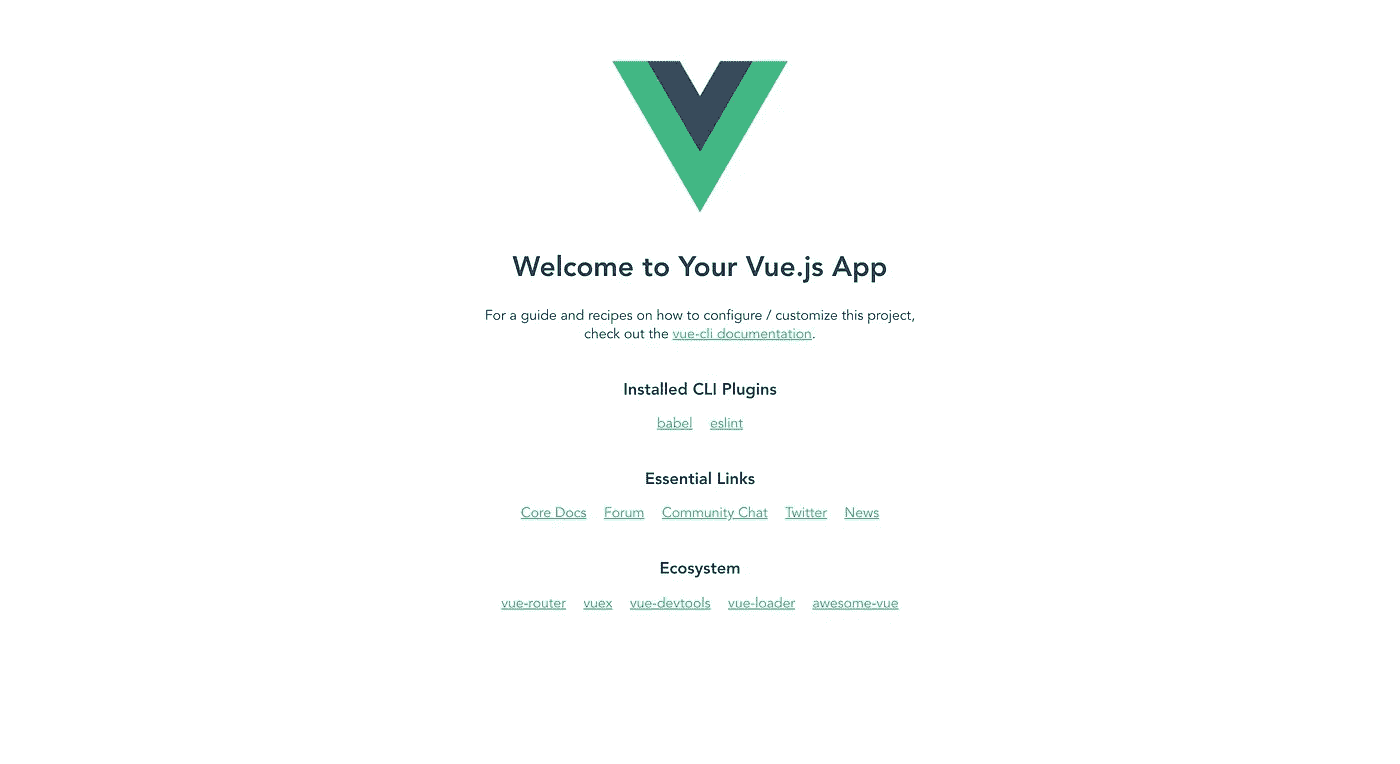 Welcome to Your Vue.js App
For a guide and recipes on how to configure / customize this project,
check out the vue-cli documentation.
Installed CLI Plugins
babel eslint
Essential Links
Core Docs Forum Community Chat Twitter News
Ecosystem
vue-router vuex vue-devtools vue-loader awesome-vue